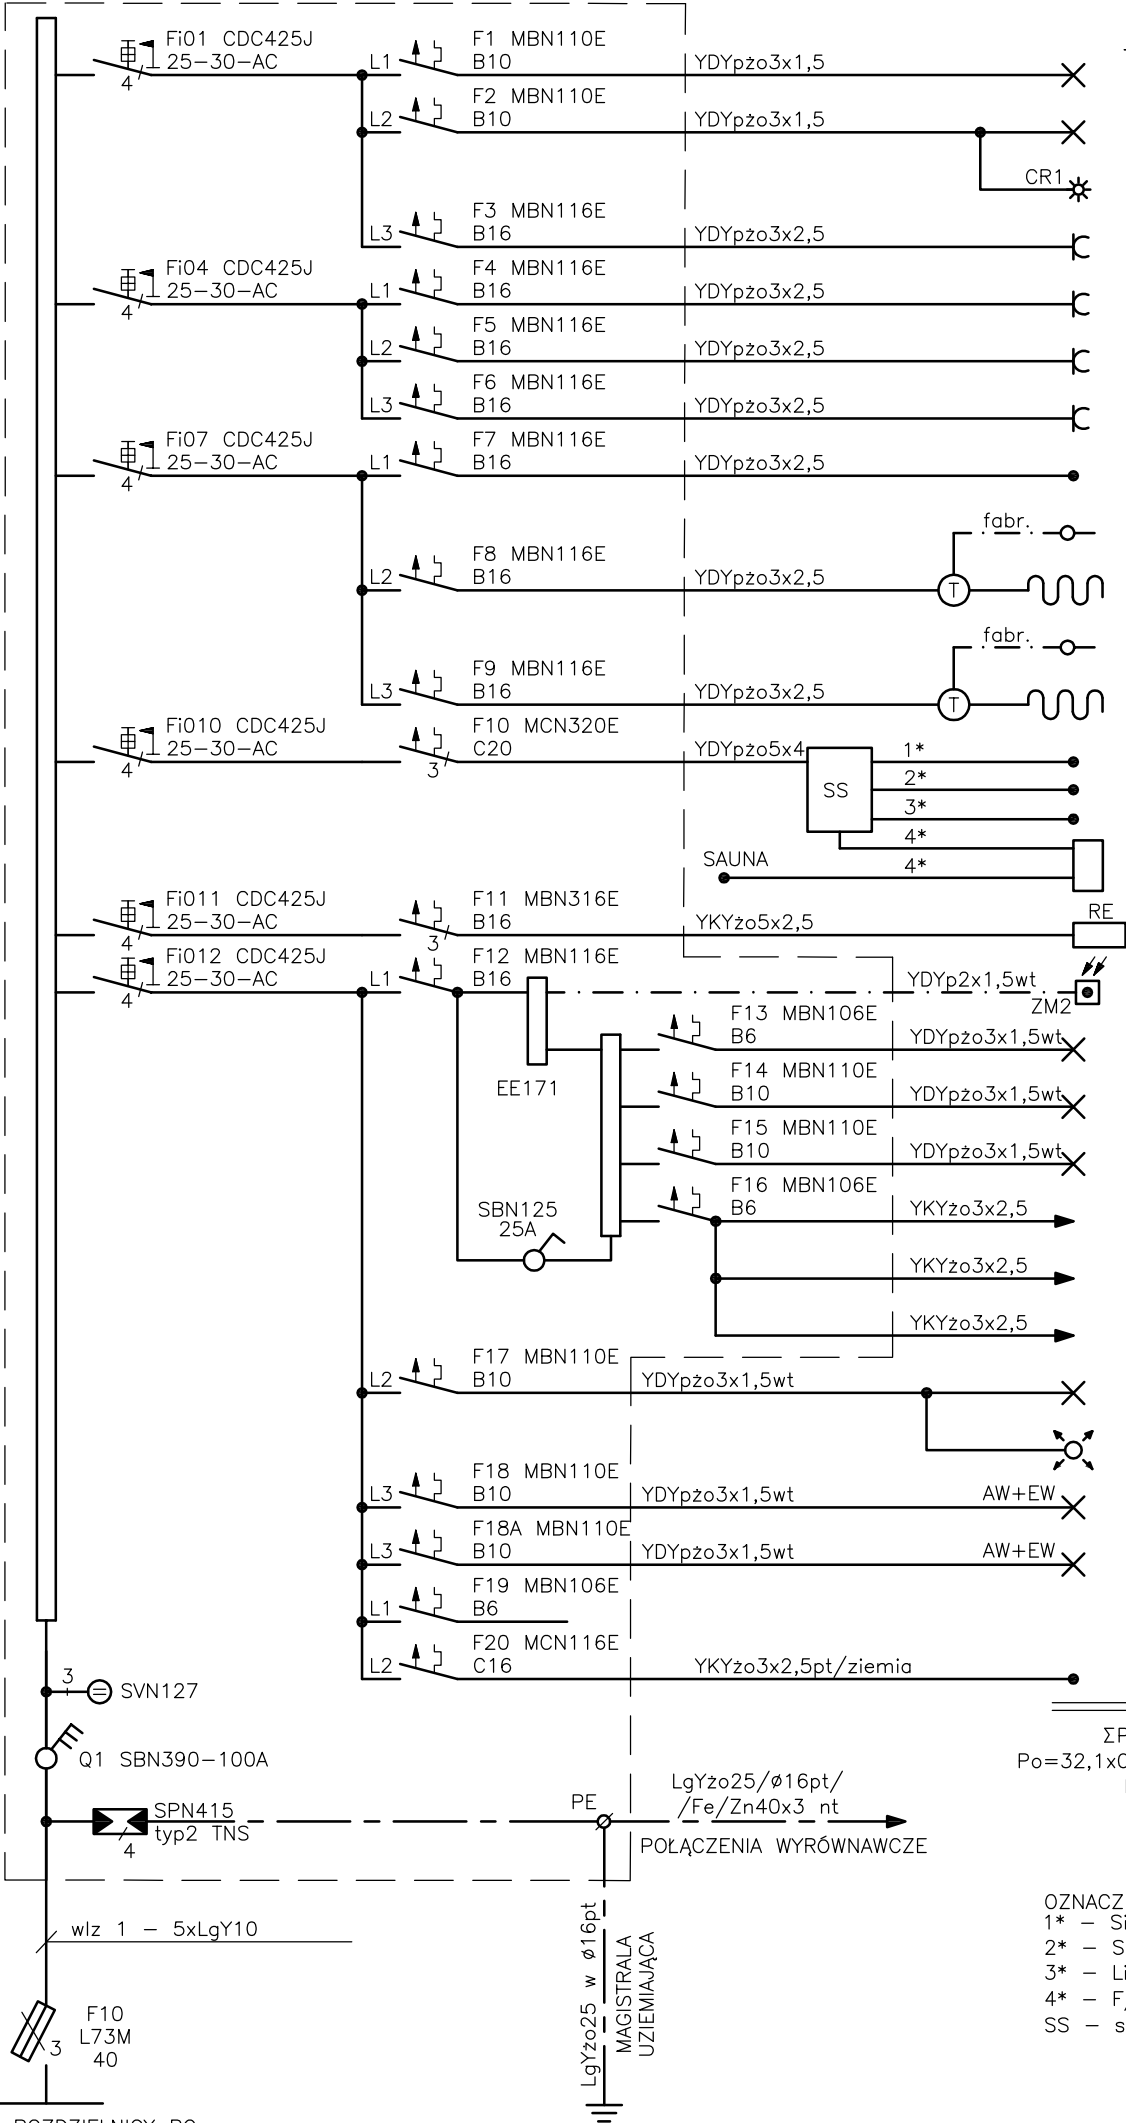 Fi01 CDC425J
25-30-AC
4
L1
F1 MBN110E
B10
YDYpżo3x1,5
L2
F2 MBN110E
B10
YDYpżo3x1,5
CR1
L3
F3 MBN116E
B16
YDYpżo3x2,5
Fi04 CDC425J
25-30-AC
4
L1
F4 MBN116E
B16
YDYpżo3x2,5
L2
F5 MBN116E
B16
YDYpżo3x2,5
L3
F6 MBN116E
B16
YDYpżo3x2,5
Fi07 CDC425J
25-30-AC
4
L1
F7 MBN116E
B16
YDYpżo3x2,5
fabr.
L2
F8 MBN116E
B16
YDYpżo3x2,5
T
fabr.
L3
F9 MBN116E
B16
YDYpżo3x2,5
T
Fi010 CDC425J
25-30-AC
4
F10 MCN320E
C20
3
YDYpżo5x4
SS
1*
2*
3*
4*
SAUNA
4*
Fi011 CDC425J
25-30-AC
4
F11 MBN316E
B16
3
YKYżo5x2,5
RE
Fi012 CDC425J
25-30-AC
4
L1
F12 MBN116E
B16
YDYp2x1,5wt
ZM2
EE171
F13 MBN106E
B6
YDYpżo3x1,5wt
F14 MBN110E
B10
YDYpżo3x1,5wt
F15 MBN110E
B10
YDYpżo3x1,5wt
F16 MBN106E
B6
YKYżo3x2,5
SBN125
25A
YKYżo3x2,5
YKYżo3x2,5
L2
F17 MBN110E
B10
YDYpżo3x1,5wt
L3
F18 MBN110E
B10
YDYpżo3x1,5wt
AW+EW
L3
F18A MBN110E
B10
YDYpżo3x1,5wt
AW+EW
L1
F19 MBN106E
B6
L2
F20 MCN116E
C16
YKYżo3x2,5pt/ziemia
3
SVN127
Q1 SBN390-100A
ΣP
Po=32,1x0
SPN415
typ2 TNS
4
PE
LgYżo25/ø16pt/
/Fe/Zn40x3 nt
POŁĄCZENIA WYRÓWNAWCZE
wlz 1 - 5xLgY10
LgYżo25 w ø16pt
MAGISTRALA
UZIEMIAJĄCA
F10
L73M
40
3
OZNACZ
1* - Si
2* - S
3* - Li
4* - F
SS - s